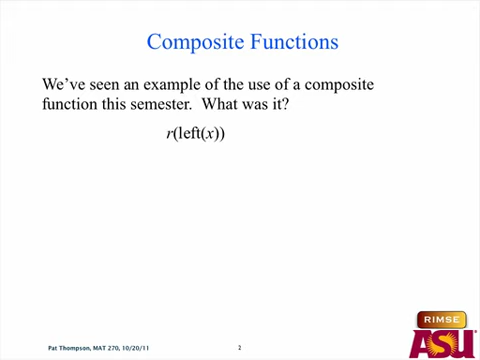 Composite Functions
We've seen an example of the use of a composite
function this semester.  What was it?
r(left(x))
RIMSE
ASU
Pat Thompson, MAT 270, 10/20/11
2